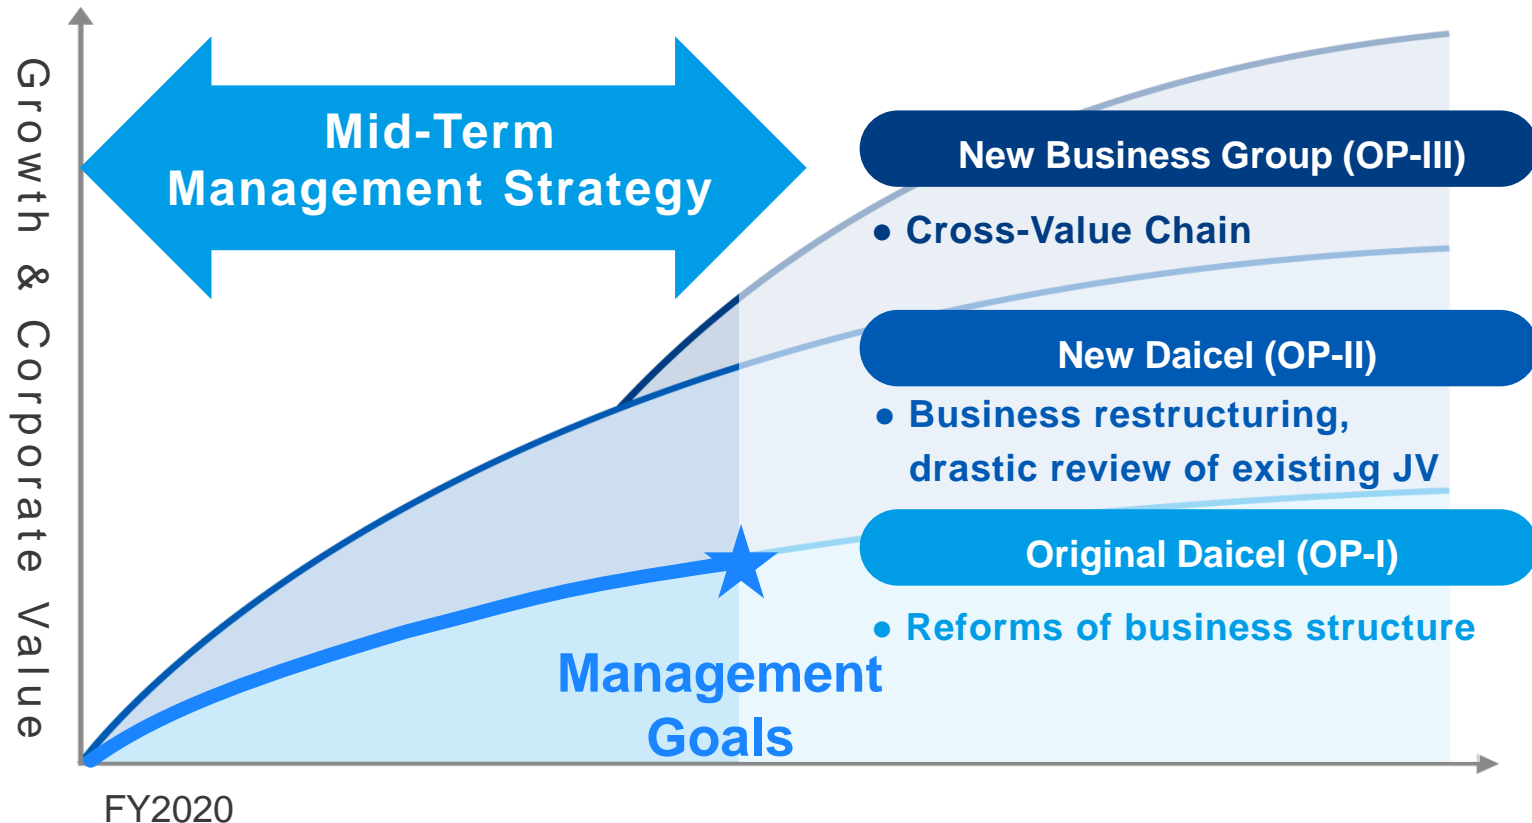 Growth & Corporate Value
Mid-Term
Management Strategy
New Business Group (OP-III)
● Cross-Value Chain
New Daicel (OP-II)
● Business restructuring,
drastic review of existing JV
Original Daicel (OP-I)
● Reforms of business structure
Management
Goals
FY2020